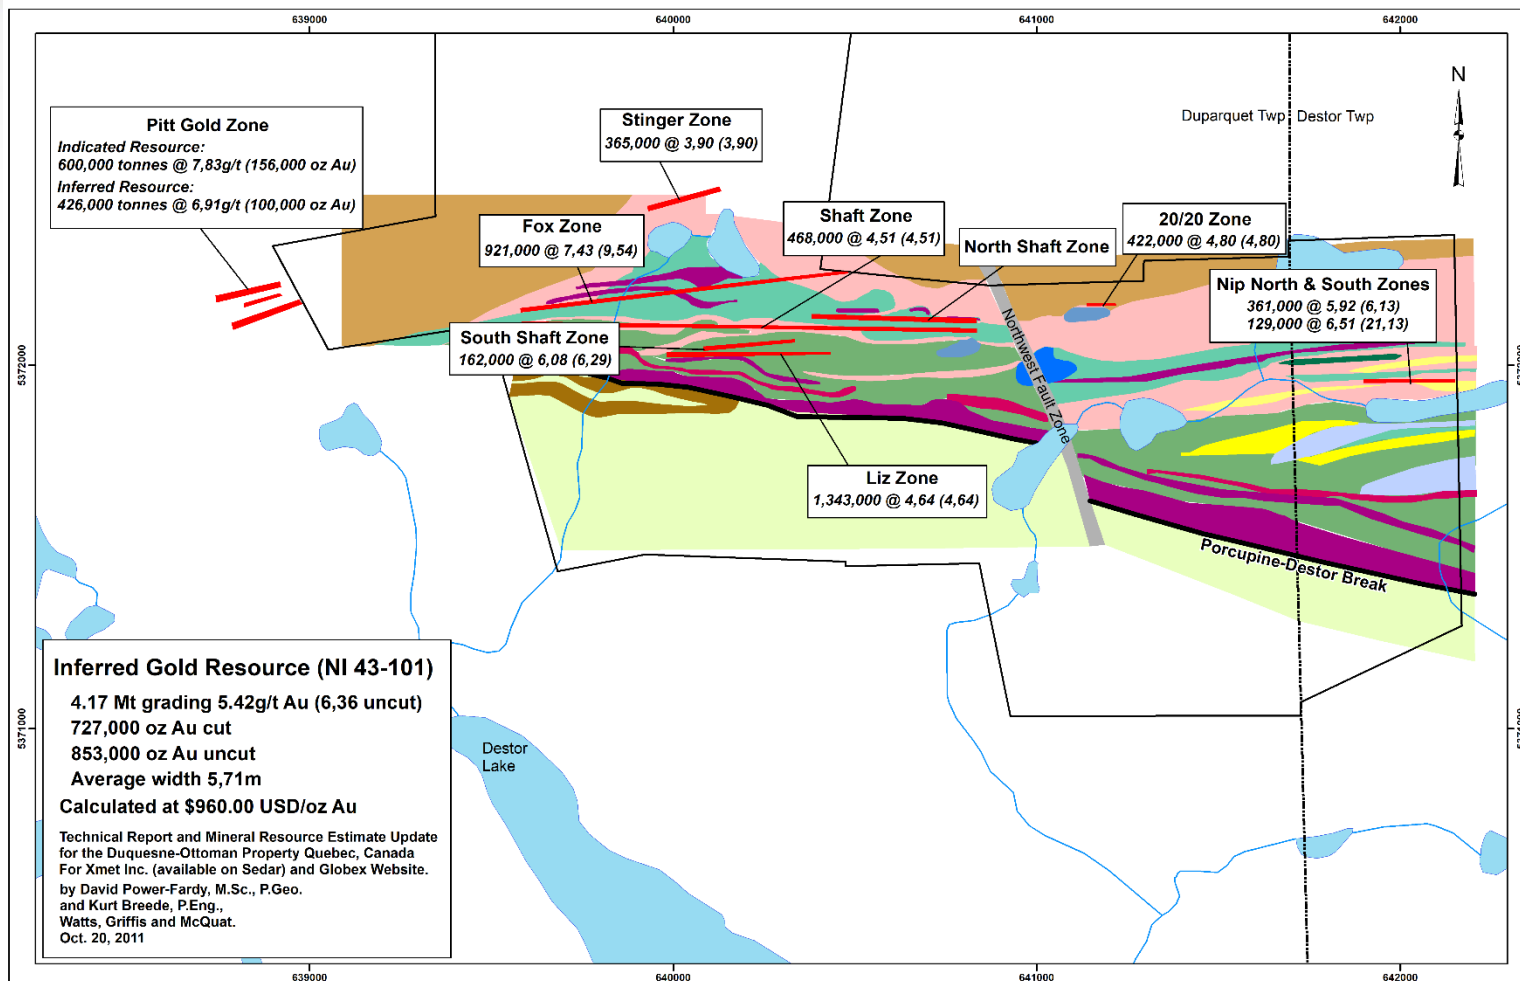 639000
640000
641000
642000
N
Duparquet Twp
Destor Twp
Pitt Gold Zone
Indicated Resource:
600,000 tonnes @ 7,83g/t (156,000 oz Au)
Inferred Resource:
426,000 tonnes @ 6,91g/t (100,000 oz Au)
Stinger Zone
365,000 @ 3,90 (3,90)
Fox Zone
921,000 @ 7,43 (9,54)
Shaft Zone
468,000 @ 4,51 (4,51)
North Shaft Zone
20/20 Zone
422,000 @ 4,80 (4,80)
Nip North & South Zones
361,000 @ 5,92 (6,13)
129,000 @ 6,51 (21,13)
South Shaft Zone
162,000 @ 6,08 (6,29)
5372000
5372000
Northwest Fault Zone
Liz Zone
1,343,000 @ 4,64 (4,64)
Porcupine-Destor Break
Inferred Gold Resource (NI 43-101)
4.17 Mt grading 5.42g/t Au (6,36 uncut)
727,000 oz Au cut
853,000 oz Au uncut
Average width 5,71m
Calculated at $960.00 USD/oz Au
Technical Report and Mineral Resource Estimate Update
for the Duquesne-Ottoman Property Quebec, Canada
For Xmet Inc. (available on Sedar) and Globex Website.
by David Power-Fardy, M.Sc., P.Geo.
and Kurt Breede, P.Eng.,
Watts, Griffis and McQuat.
Oct. 20, 2011
5371000
5371000
Destor
Lake
639000
640000
641000
642000